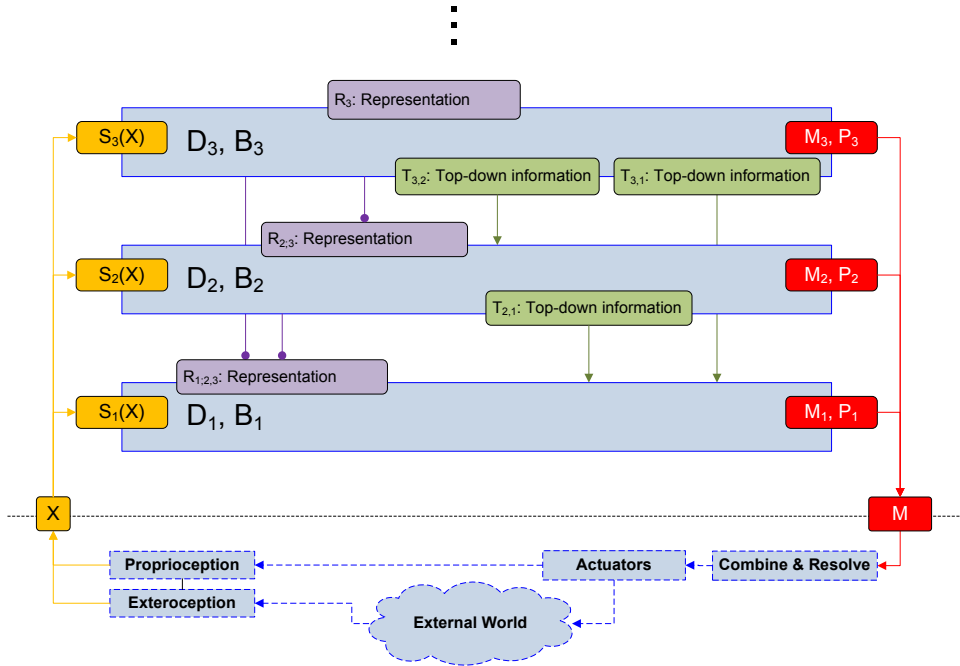 R3: Representation
S3(X)
D3, B3
M3, P3
T3,2: Top-down information
T3,1: Top-down information
R2;3: Representation
S2(X)
D2, B2
M2, P2
T2,1: Top-down information
R1;2,3: Representation
S1(X)
D1, B1
M1, P1
X
M
Proprioception
Actuators
Combine & Resolve
Exteroception
External World